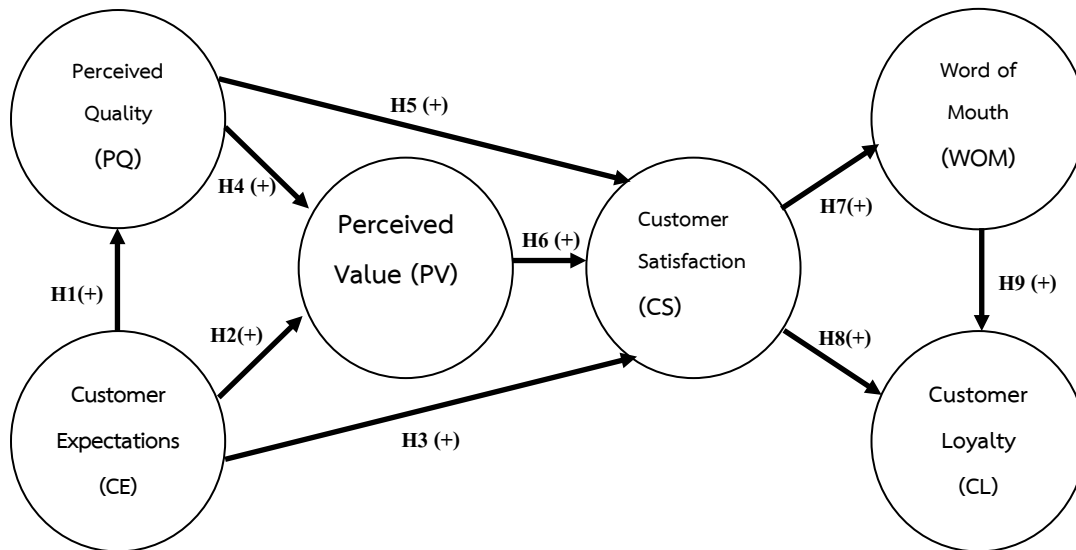 Perceived
Quality
(PQ)
H5 (+)
Word of
Mouth
(WOM)
H4 (+)
Perceived
Value (PV)
H6 (+)
Customer
Satisfaction
(CS)
H7(+)
H1(+)
H2(+)
H9 (+)
H8(+)
Customer
Expectations
(CE)
H3 (+)
Customer
Loyalty
(CL)